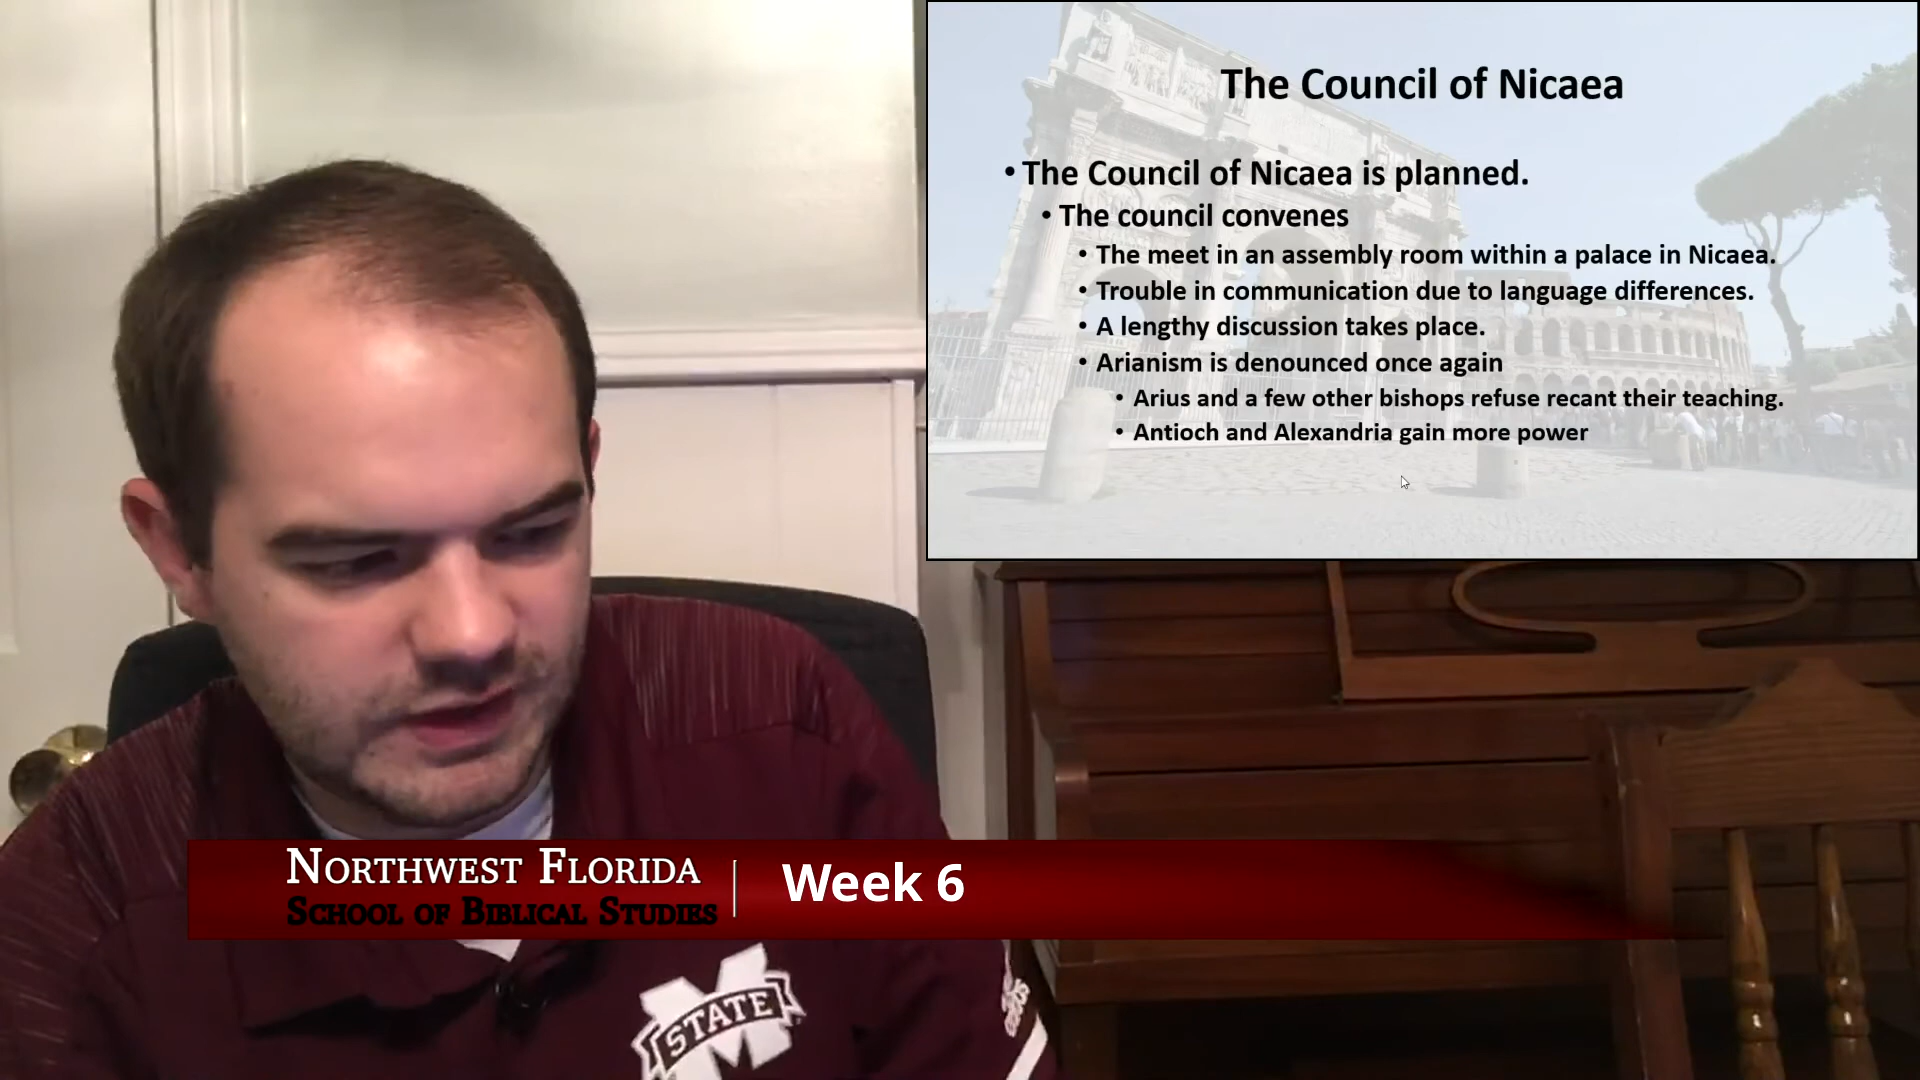 The Council of Nicaea
• The Council of Nicaea is planned.
• The council convenes
• The meet in an assembly room within a palace in Nicaea.
• Trouble in communication due to language differences.
• A lengthy discussion takes place.
• Arianism is denounced once again
• Arius and a few other bishops refuse recant their teaching.
• Antioch and Alexandria gain more power
NORTHWEST FLORIDA
SCHOOL OF BIBLICAL STUDIES
Week 6
M
STATE